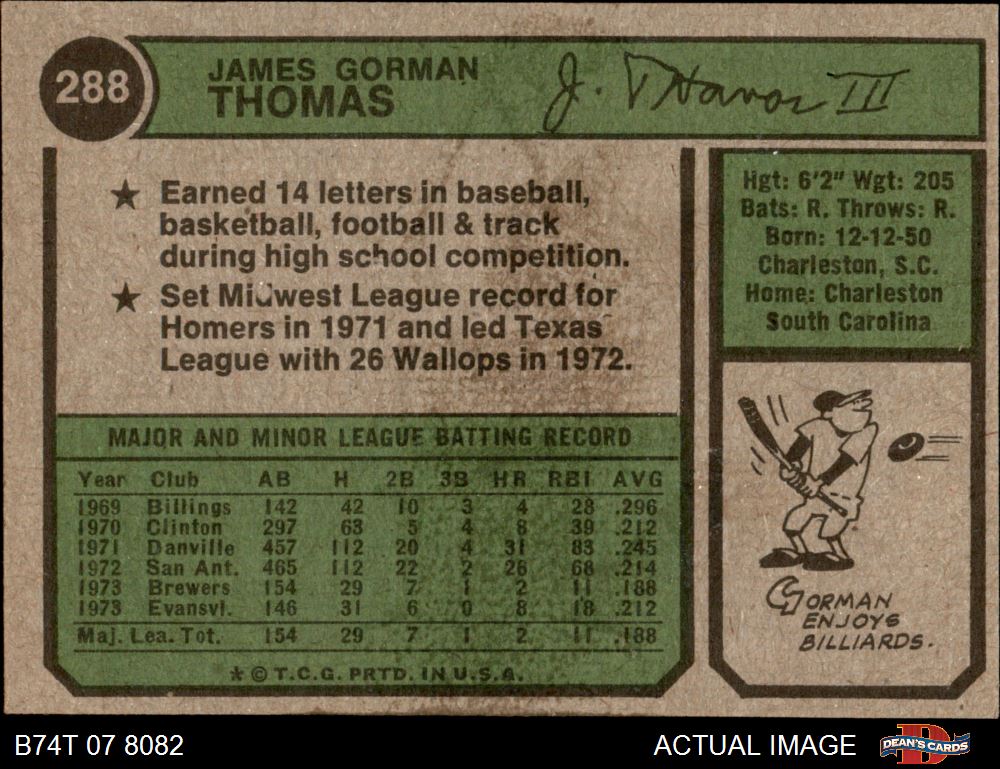 288
JAMES GORMAN
THOMAS
J. Thomas III
★ Earned 14 letters in baseball,
basketball, football & track
during high school competition.
★ Set Midwest League record for
Homers in 1971 and led Texas
League with 26 Wallops in 1972.
Hgt: 6'2" Wgt: 205
Bats: R. Throws: R.
Born: 12-12-50
Charleston, S.C.
Home: Charleston
South Carolina
MAJOR AND MINOR LEAGUE BATTING RECORD
Year Club AB H 2B 3B HR RBI AVG
1969 Billings 142 42 10 3 4 28 .296
1970 Clinton 297 63 5 4 8 39 .212
1971 Danville 457 112 20 4 31 83 .245
1972 San Ant. 465 112 22 2 26 68 .214
1973 Brewers 154 29 7 1 2 11 .188
1973 Evansvl. 146 31 6 0 8 18 .212
Maj. Lea. Tot. 154 29 7 1 2 11 .188
* © T.C.G. PRTD. IN U.S.A.
GORMAN
ENJOYS
BILLIARDS.
B74T 07 8082
ACTUAL IMAGE
DEAN'S CARDS